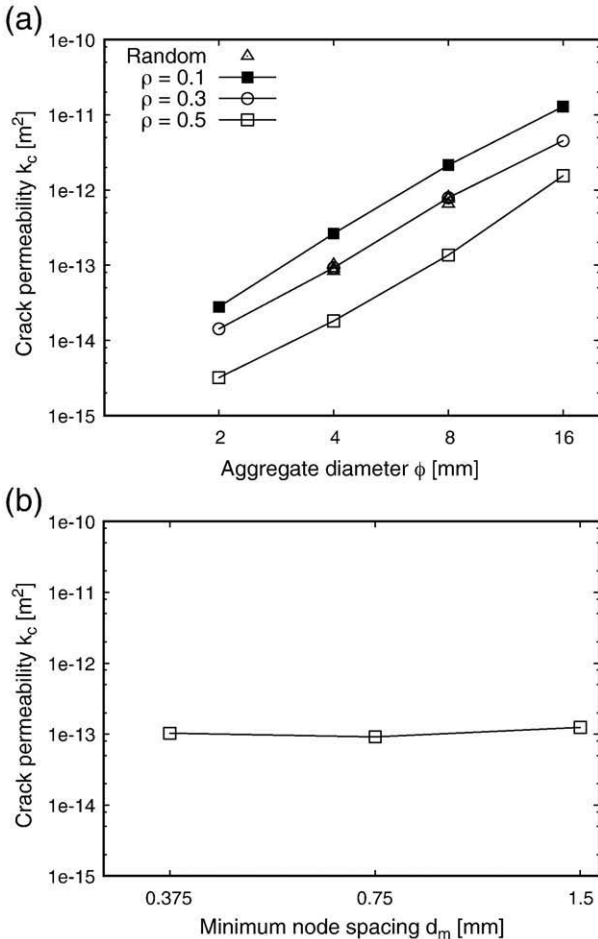 (a)
1e-10
1e-11
1e-12
1e-13
1e-14
1e-15
Crack permeability k_c [m²]
Random
ρ = 0.1
ρ = 0.3
ρ = 0.5
2 4 8 16
Aggregate diameter ϕ [mm]
(b)
1e-10
1e-11
1e-12
1e-13
1e-14
1e-15
Crack permeability k_c [m²]
0.375 0.75 1.5
Minimum node spacing d_m [mm]